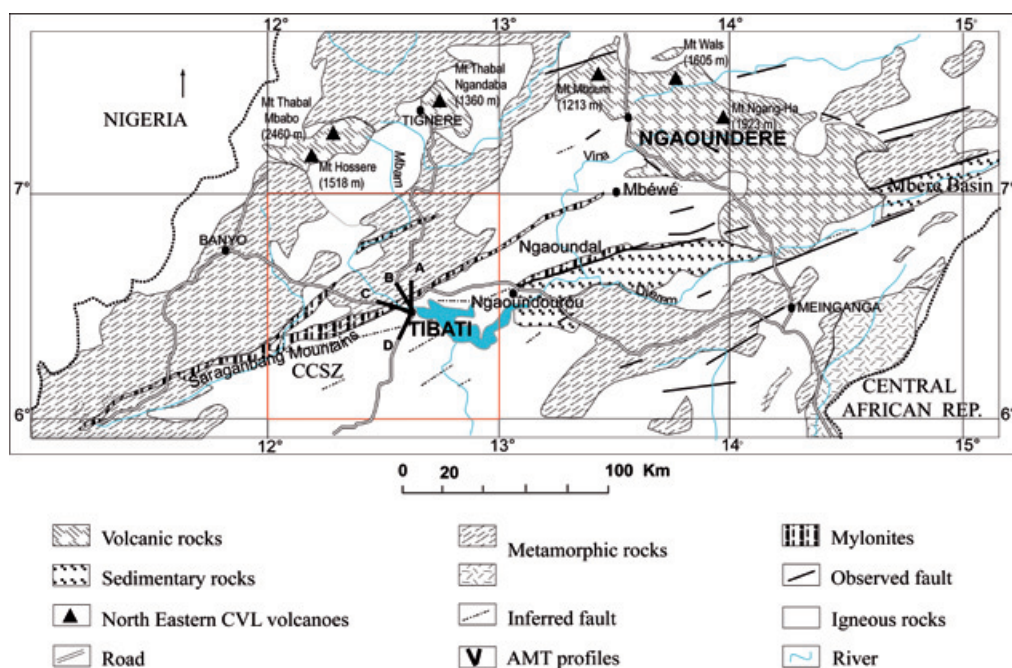 12°
13°
14°
15°
NIGERIA
Mt Thabal
Mbabo
(2460 m)
Mt Hossere
(1518 m)
Mt Thabal
Ngandaba
(1360 m)
TIGNERE
Mbam
Mt Mboum
(1213 m)
Mt Wals
(1605 m)
Mt Ngang-Ha
(1923 m)
NGAOUNDERE
Vina
7°
7°
Mbéwé
Mbere Basin
BANYO
A
B
C
D
Ngaoundal
Ngaoundourou
Djerem
MEINGANGA
TIBATI
Saraganbang Mountains
CCSZ
CENTRAL
AFRICAN REP.
6°
6°
12°
13°
14°
15°
0 20 100 Km
Volcanic rocks
Sedimentary rocks
North Eastern CVL volcanoes
Road
Metamorphic rocks
Inferred fault
AMT profiles
Mylonites
Observed fault
Igneous rocks
River